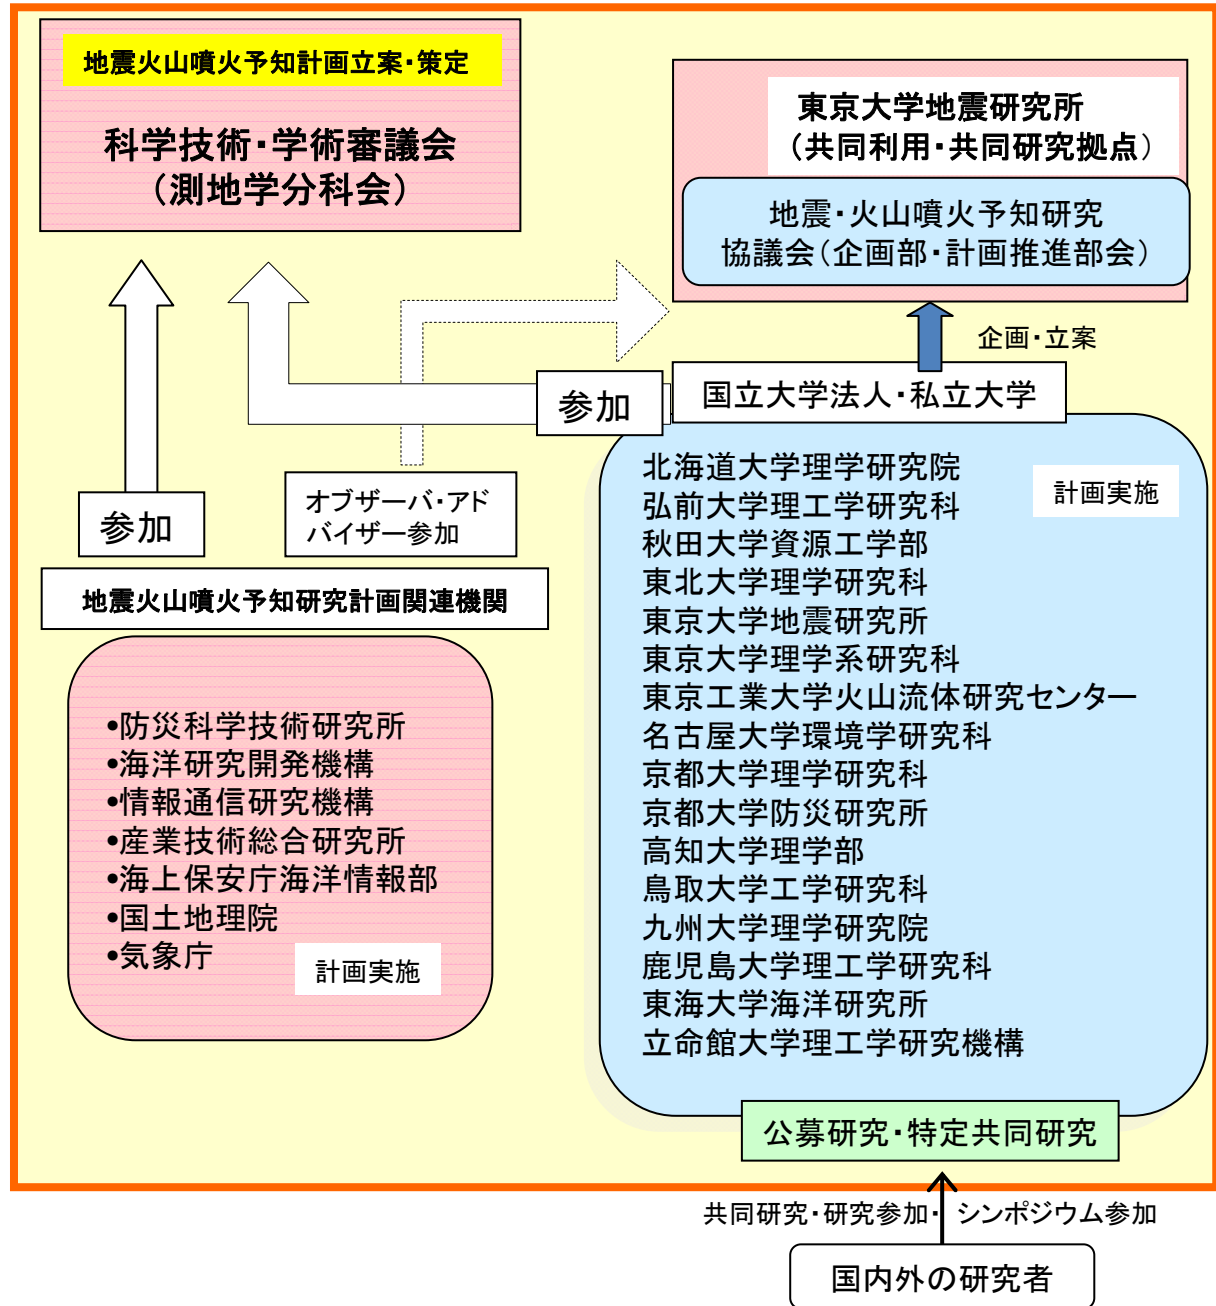 地震火山噴火予知計画立案・策定
科学技術・学術審議会
（測地学分科会）
東京大学地震研究所
（共同利用・共同研究拠点）
地震・火山噴火予知研究
協議会（企画部・計画推進部会）
企画・立案
参加
国立大学法人・私立大学
参加
オブザーバ・アド
バイザー参加
地震火山噴火予知研究計画関連機関
•防災科学技術研究所
•海洋研究開発機構
•情報通信研究機構
•産業技術総合研究所
•海上保安庁海洋情報部
•国土地理院
•気象庁
計画実施
計画実施
北海道大学理学研究院
弘前大学理工学研究科
秋田大学資源工学部
東北大学理学研究科
東京大学地震研究所
東京大学理学系研究科
東京工業大学火山流体研究センター
名古屋大学環境学研究科
京都大学理学研究科
京都大学防災研究所
高知大学理学部
鳥取大学工学研究科
九州大学理学研究院
鹿児島大学理工学研究科
東海大学海洋研究所
立命館大学理工学研究機構
公募研究・特定共同研究
共同研究・研究参加・ シンポジウム参加
国内外の研究者